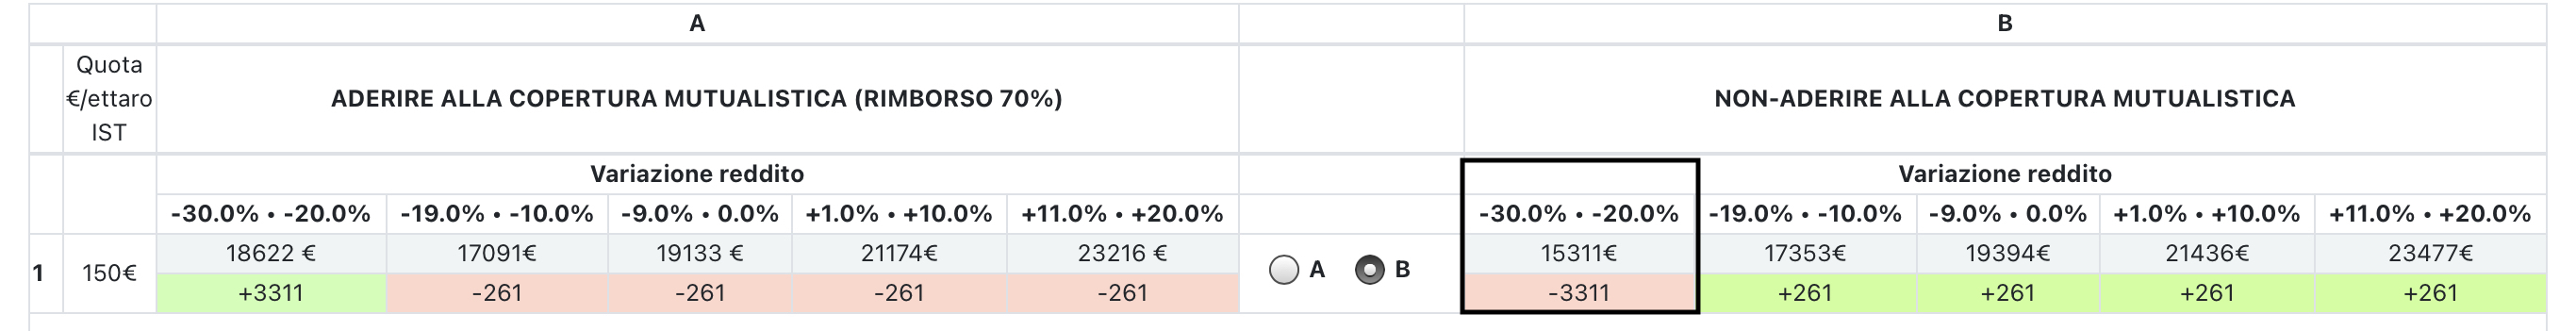 A B
Quota €/ettaro IST ADERIRE ALLA COPERTURA MUTUALISTICA (RIMBORSO 70%) NON-ADERIRE ALLA COPERTURA MUTUALISTICA
Variazione reddito Variazione reddito
-30.0% • -20.0% -19.0% • -10.0% -9.0% • 0.0% +1.0% • +10.0% +11.0% • +20.0% -30.0% • -20.0% -19.0% • -10.0% -9.0% • 0.0% +1.0% • +10.0% +11.0% • +20.0%
18622 € 17091€ 19133 € 21174€ 23216 € 15311€ 17353€ 19394€ 21436€ 23477€
1 150€ A B
+3311 -261 -261 -261 -261 -3311 +261 +261 +261 +261